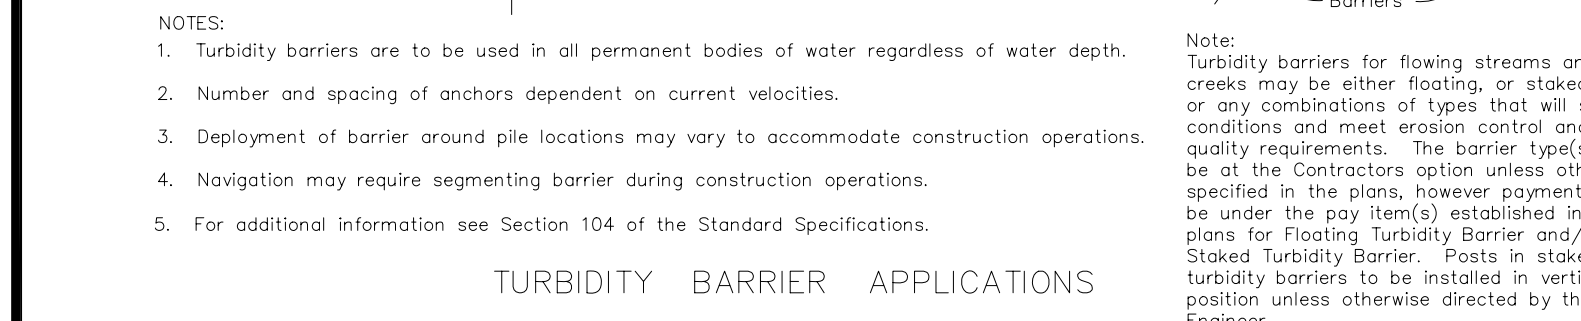 Barriers
NOTES:
1. Turbidity barriers are to be used in all permanent bodies of water regardless of water depth.
2. Number and spacing of anchors dependent on current velocities.
3. Deployment of barrier around pile locations may vary to accommodate construction operations.
4. Navigation may require segmenting barrier during construction operations.
5. For additional information see Section 104 of the Standard Specifications.
TURBIDITY BARRIER APPLICATIONS
Note:
Turbidity barriers for flowing streams
creeks may be either floating, or
or any combinations of types that will
conditions and meet erosion control
quality requirements. The barrier
be at the Contractors option unless
specified in the plans, however payment
be under the pay item(s) established in
plans for Floating Turbidity Barrier and/
Staked Turbidity Barrier. Posts in
turbidity barriers to be installed in
position unless otherwise directed by
Engineer